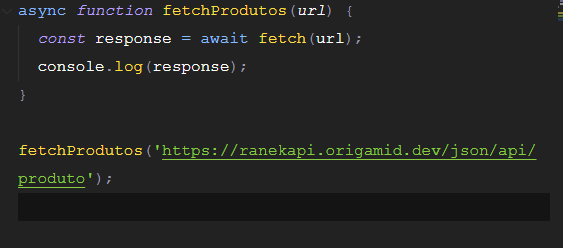 async function fetchProdutos(url) {
const response = await fetch(url);
console.log(response);
}
fetchProdutos('https://ranekapi.origamid.dev/json/api/
produto');